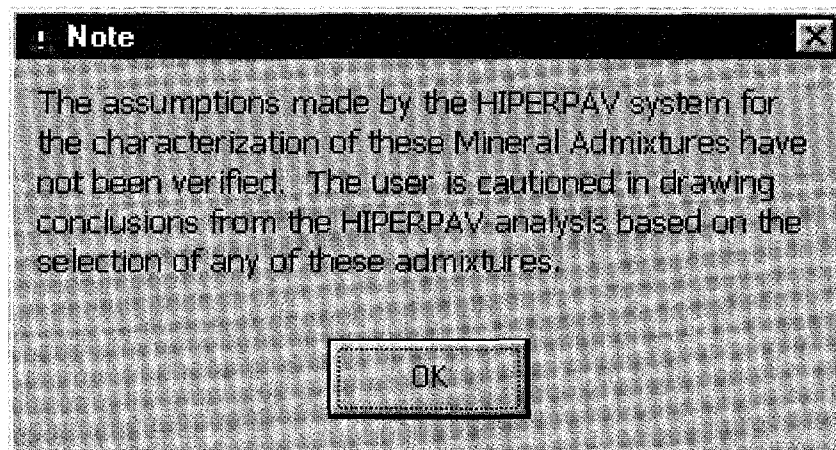 ! Note
The assumptions made by the HIPERPAV system for
the characterization of these Mineral Admixtures have
not been verified.  The user is cautioned in drawing
conclusions from the HIPERPAV analysis based on the
selection of any of these admixtures.
OK